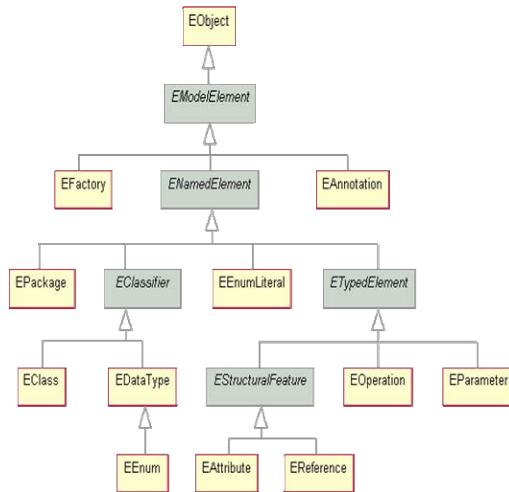 EObject
EModelElement
EFactory
ENamedElement
EAnnotation
EPackage
EClassifier
EEnumLiteral
ETypedElement
EClass
EDataType
EStructuralFeature
EOperation
EParameter
EEnum
EAttribute
EReference